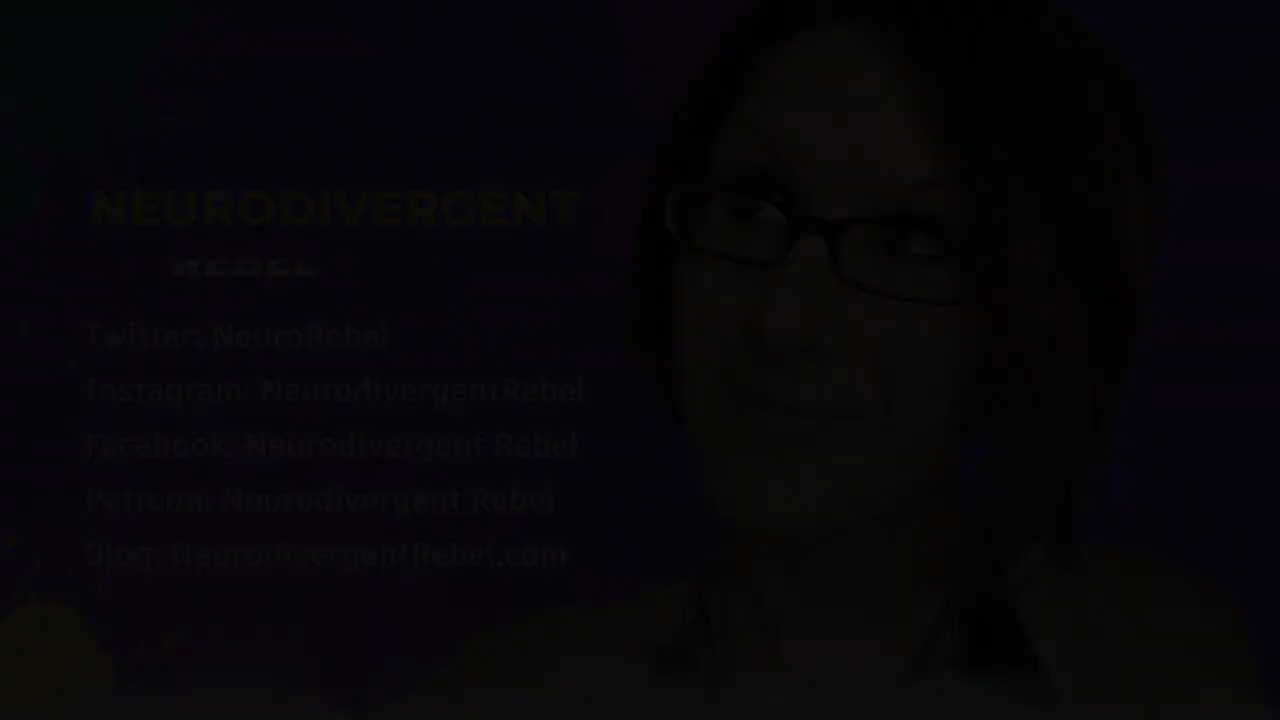 NEURODIVERGENT
REBEL
Twitter: NeuroRebel
Instagram: NeurodivergentRebel
Facebook: Neurodivergent Rebel
Patreon: Neurodivergent Rebel
Blog: NeurodivergentRebel.com